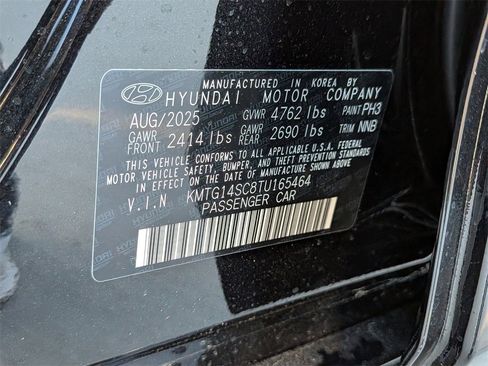 MANUFACTURED IN KOREA BY
HYUNDAI MOTOR COMPANY
AUG/2025 GVWR 4762 lbs PAINT PH3
GAWR FRONT 2414 lbs GAWR REAR 2690 lbs TRIM NNB
THIS VEHICLE CONFORMS TO ALL APPLICABLE U.S.A. FEDERAL
MOTOR VEHICLE SAFETY, BUMPER, AND THEFT PREVENTION STANDARDS
IN EFFECT ON THE DATE OF MANUFACTURE SHOWN ABOVE.
V.I.N KMTG14SC8TU165464
PASSENGER CAR